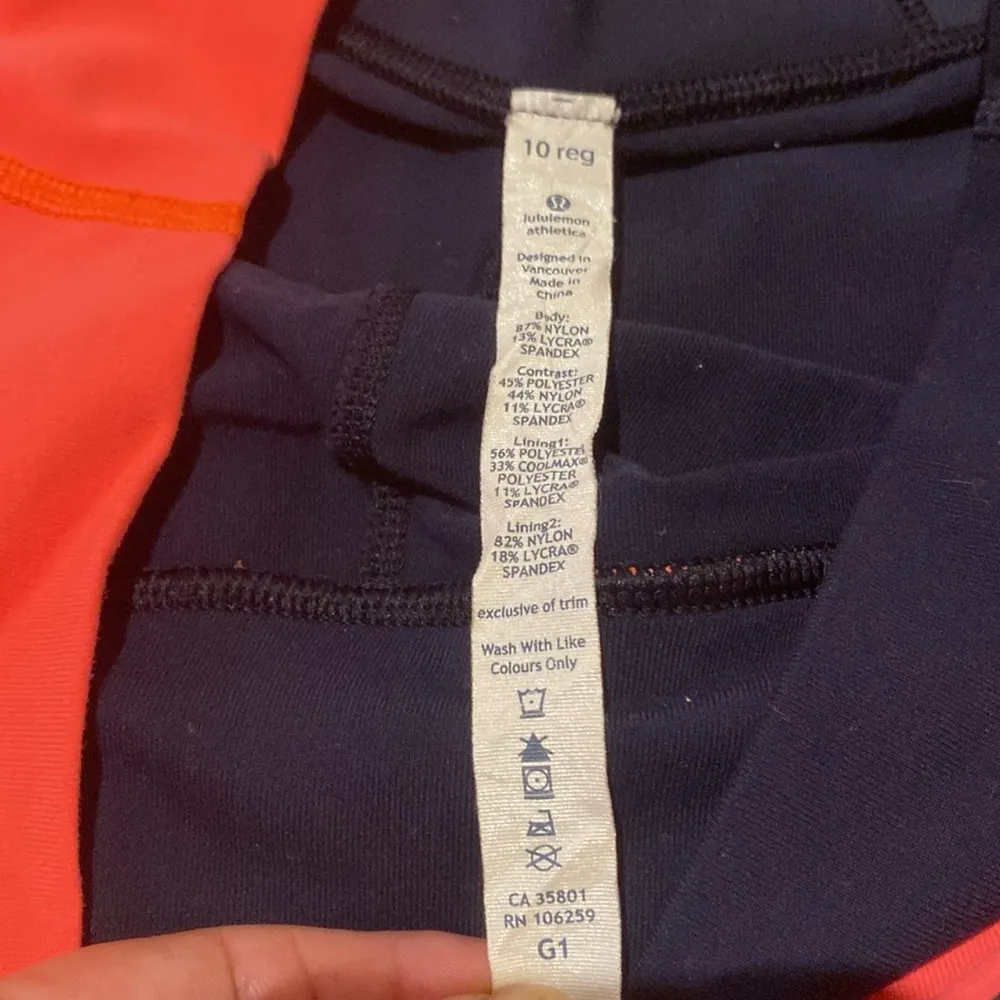 10 reg
lululemon
athletica
Designed in
Vancouver
Made in
China
Body:
87% NYLON
13% LYCRA®
SPANDEX
Contrast:
45% POLYESTER
44% NYLON
11% LYCRA®
SPANDEX
Lining1:
56% POLYESTER
33% COOLMAX®
POLYESTER
11% LYCRA®
SPANDEX
Lining2:
82% NYLON
18% LYCRA®
SPANDEX
exclusive of trim
Wash With Like
Colours Only
CA 35801
RN 106259
G1